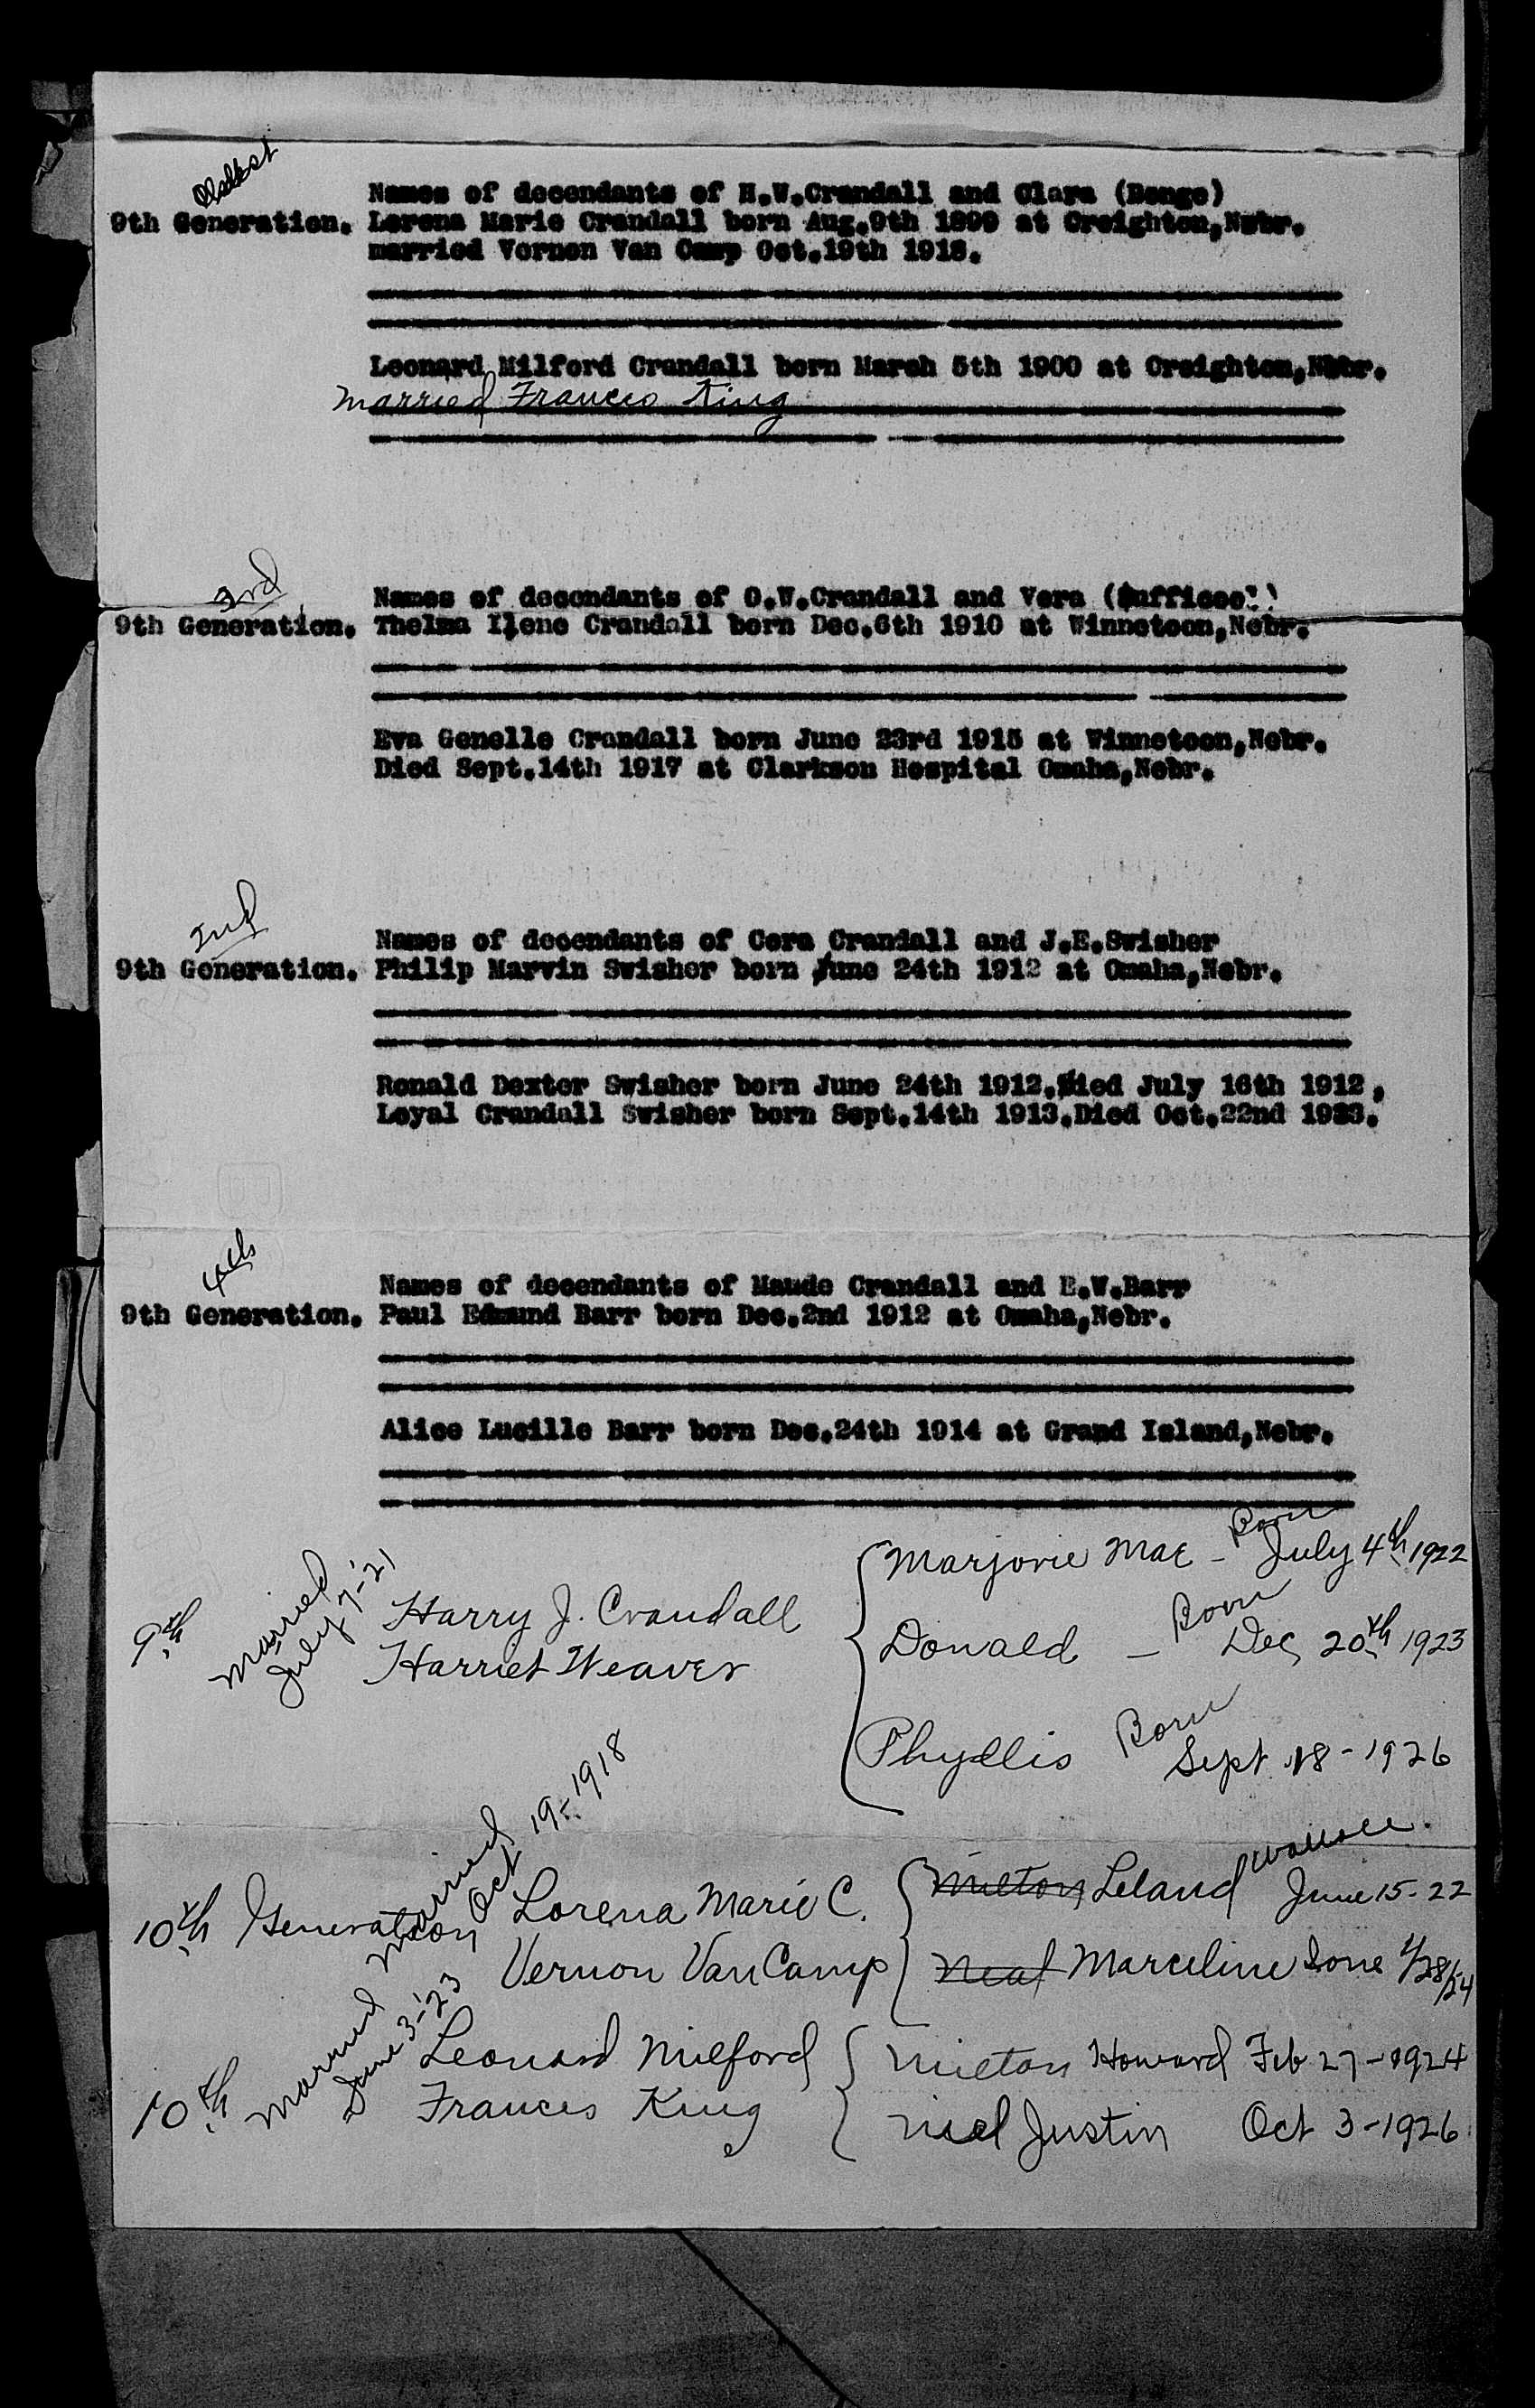 Oldest
Names of decendants of H.W.Crandall and Clara (Benge)
9th Generation. Lorena Marie Crandall born Aug.9th 1899 at Creighton,Nebr.
married Vernon Van Camp Oct.19th 1918.
Leonard Milford Crandall born March 5th 1900 at Creighton,Nebr.
married Frances King
3rd
Names of decendants of O.W.Crandall and Vera
9th Generation. Thelma Ilene Crandall born Dec.6th 1910 at Winnetoon,Nebr.
Eva Genelle Crandall born June 23rd 1915 at Winnetoon,Nebr.
Died Sept.14th 1917 at Clarkson Hospital Omaha,Nebr.
2nd
Names of decendants of Cora Crandall and J.E.Swisher
9th Generation. Philip Marvin Swisher born June 24th 1912 at Omaha,Nebr.
Ronald Dexter Swisher born June 24th 1912.Died July 16th 1912,
Loyal Crandall Swisher born Sept.14th 1913.Died Oct.22nd
4th
Names of decendants of Maude Crandall and E.W.Barr
9th Generation. Paul Edmund Barr born Dec.2nd 1912 at Omaha,Nebr.
Alice Lucille Barr born Dec.24th 1914 at Grand Island,Nebr.
9th Married July 7-'21 Harry J. Crandall
Harriet Weaver
Marjorie Mae - Born July 4th 1922
Donald - Born Dec 20th 1923
Phyllis Born Sept 18-1926
10th Generation Married Oct 19-1918 Lorena Marie C.
Vernon VanCamp
Milton Leland Wallace. June 15-22
Neal Marceline Ione
10th Married June 3-'23 Leonard Milford
Frances King
Milton Howard Feb 27-1924
Niel Justin Oct 3-1926